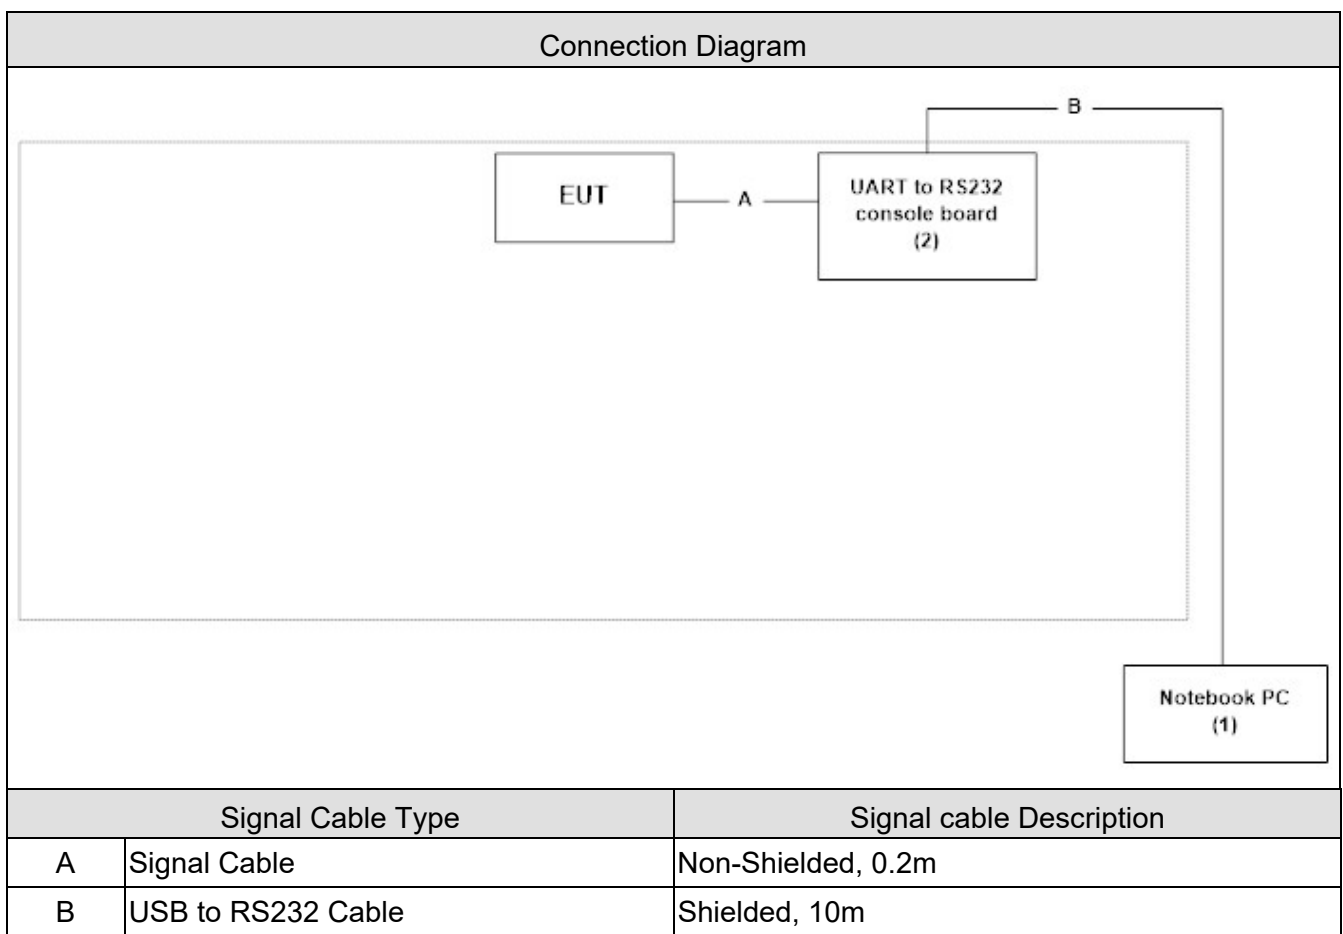 Connection Diagram
B
EUT
A
UART to RS232
console board
(2)
Notebook PC
(1)
Signal Cable Type
Signal cable Description
A
Signal Cable
Non-Shielded, 0.2m
B
USB to RS232 Cable
Shielded, 10m